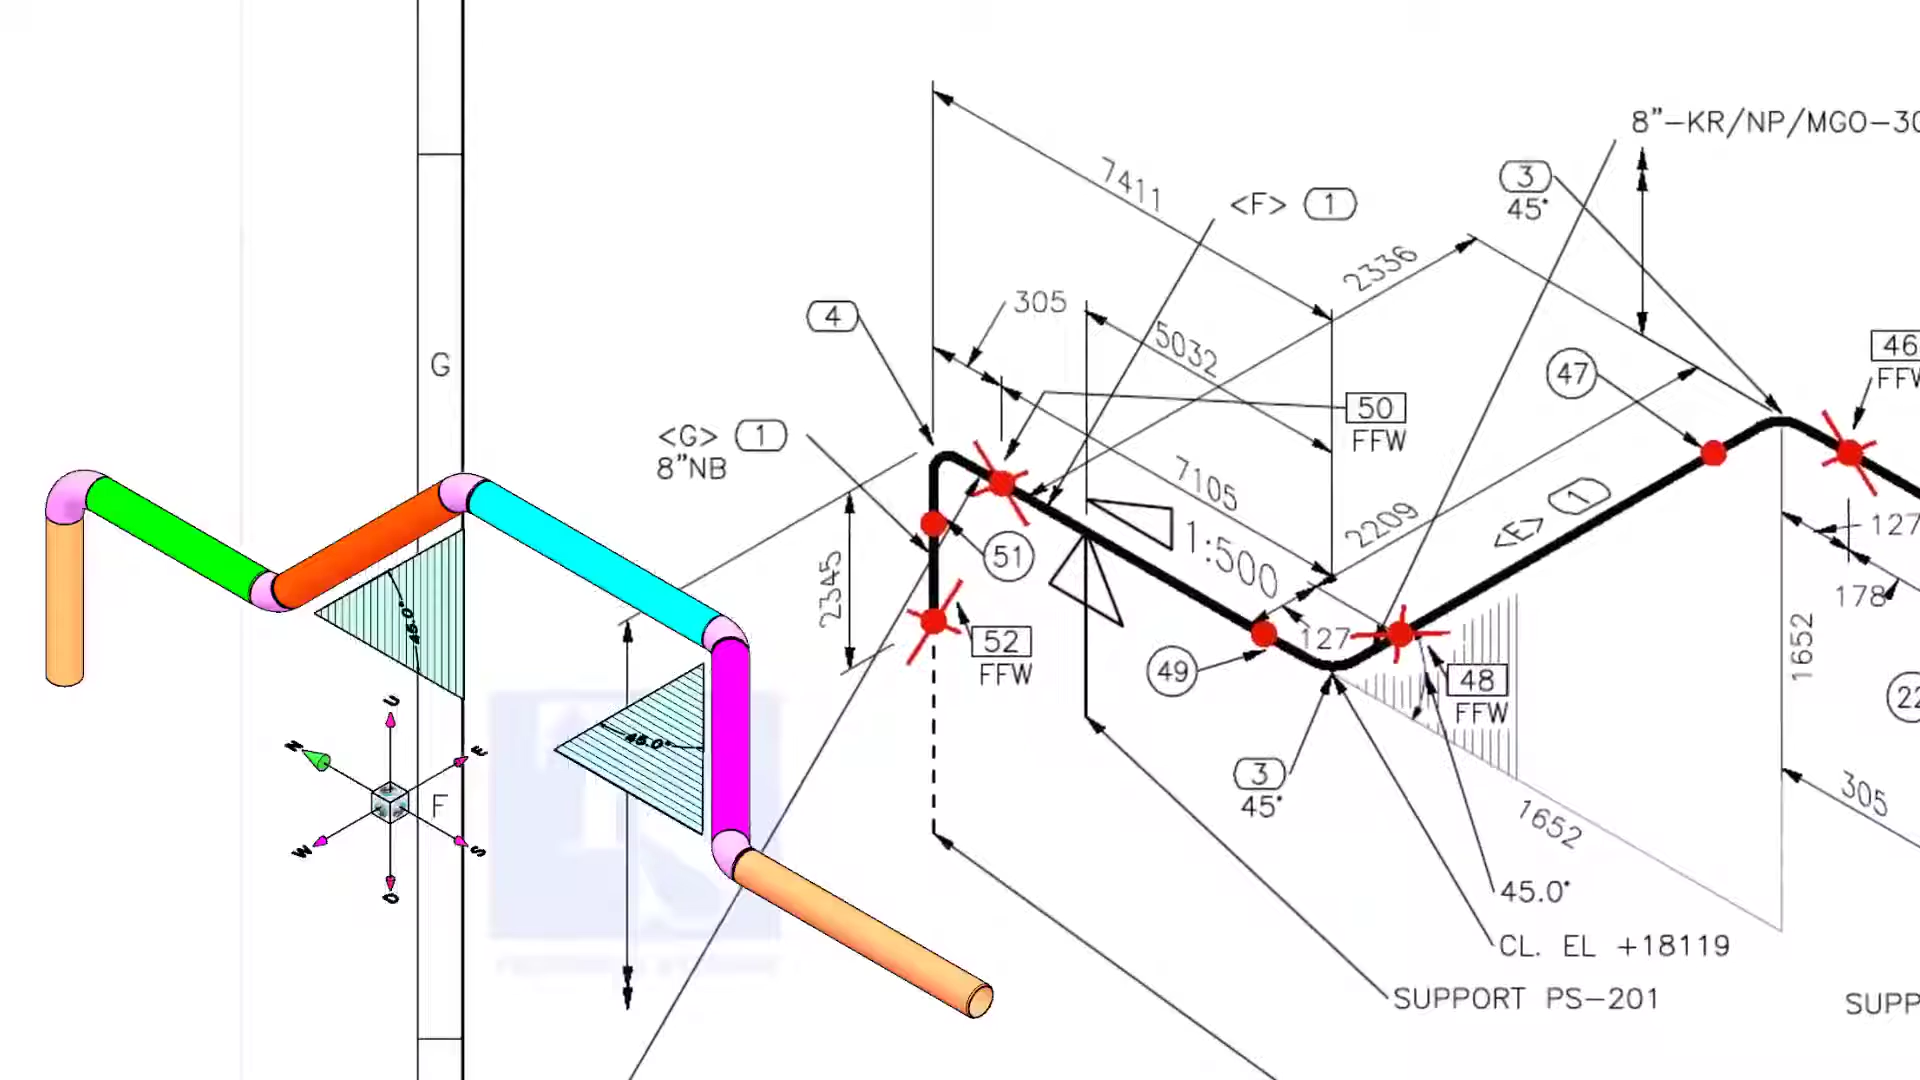 8"-KR/NP/MGO-30
7411
3
45°
<F> 1
2336
305
4
5032
46
FFW
G
47
50
FFW
<G> 1
8"NB
7105
2209
<E> 1
127
1:500
51
2345
178
45.0°
127
52
FFW
49
48
FFW
1652
22
U
45.0°
N
E
3
45°
F
305
1652
W
S
D
45.0°
CL. EL +18119
SUPPORT PS-201
SUPP